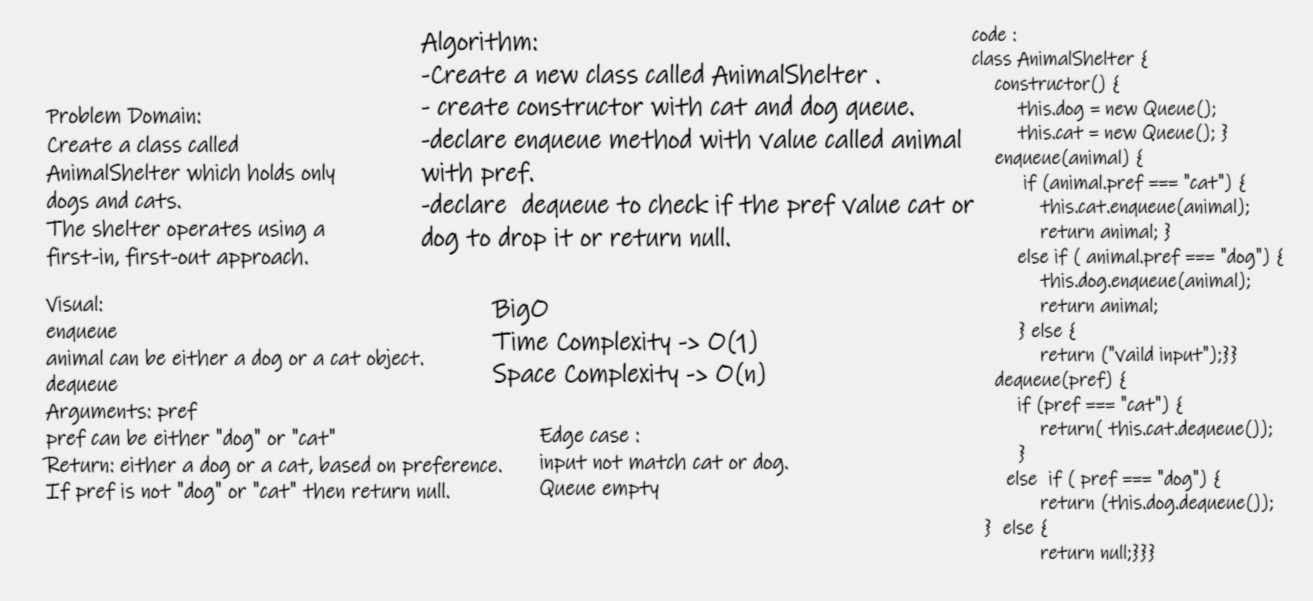 Problem Domain:
Create a class called
AnimalShelter which holds only
dogs and cats.
The shelter operates using a
first-in, first-out approach.
Visual:
enqueue
animal can be either a dog or a cat object.
dequeue
Arguments: pref
pref can be either "dog" or "cat"
Return: either a dog or a cat, based on preference.
If pref is not "dog" or "cat" then return null.
Algorithm:
-Create a new class called AnimalShelter .
- create constructor with cat and dog queue.
-declare enqueue method with value called animal
with pref.
-declare  dequeue to check if the pref value cat or
dog to drop it or return null.
BigO
Time Complexity -> O(1)
Space Complexity -> O(n)
Edge case :
input not match cat or dog.
Queue empty
code :
class AnimalShelter {
constructor() {
this.dog = new Queue();
this.cat = new Queue(); }
enqueue(animal) {
if (animal.pref === "cat") {
this.cat.enqueue(animal);
return animal; }
else if ( animal.pref === "dog") {
this.dog.enqueue(animal);
return animal;
} else {
return ("vaild input");}}
dequeue(pref) {
if (pref === "cat") {
return( this.cat.dequeue());
}
else  if ( pref === "dog") {
return (this.dog.dequeue());
}  else {
return null;}}}